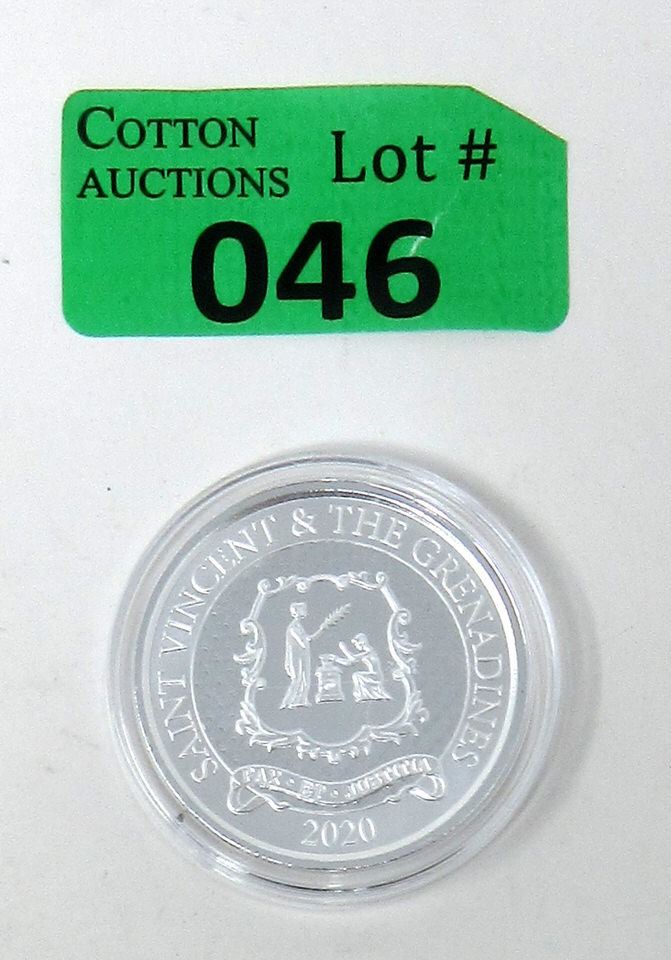 COTTON
AUCTIONS
Lot #
046
SAINT VINCENT & THE GRENADINES
PAX · ET · JUSTITIA
2020